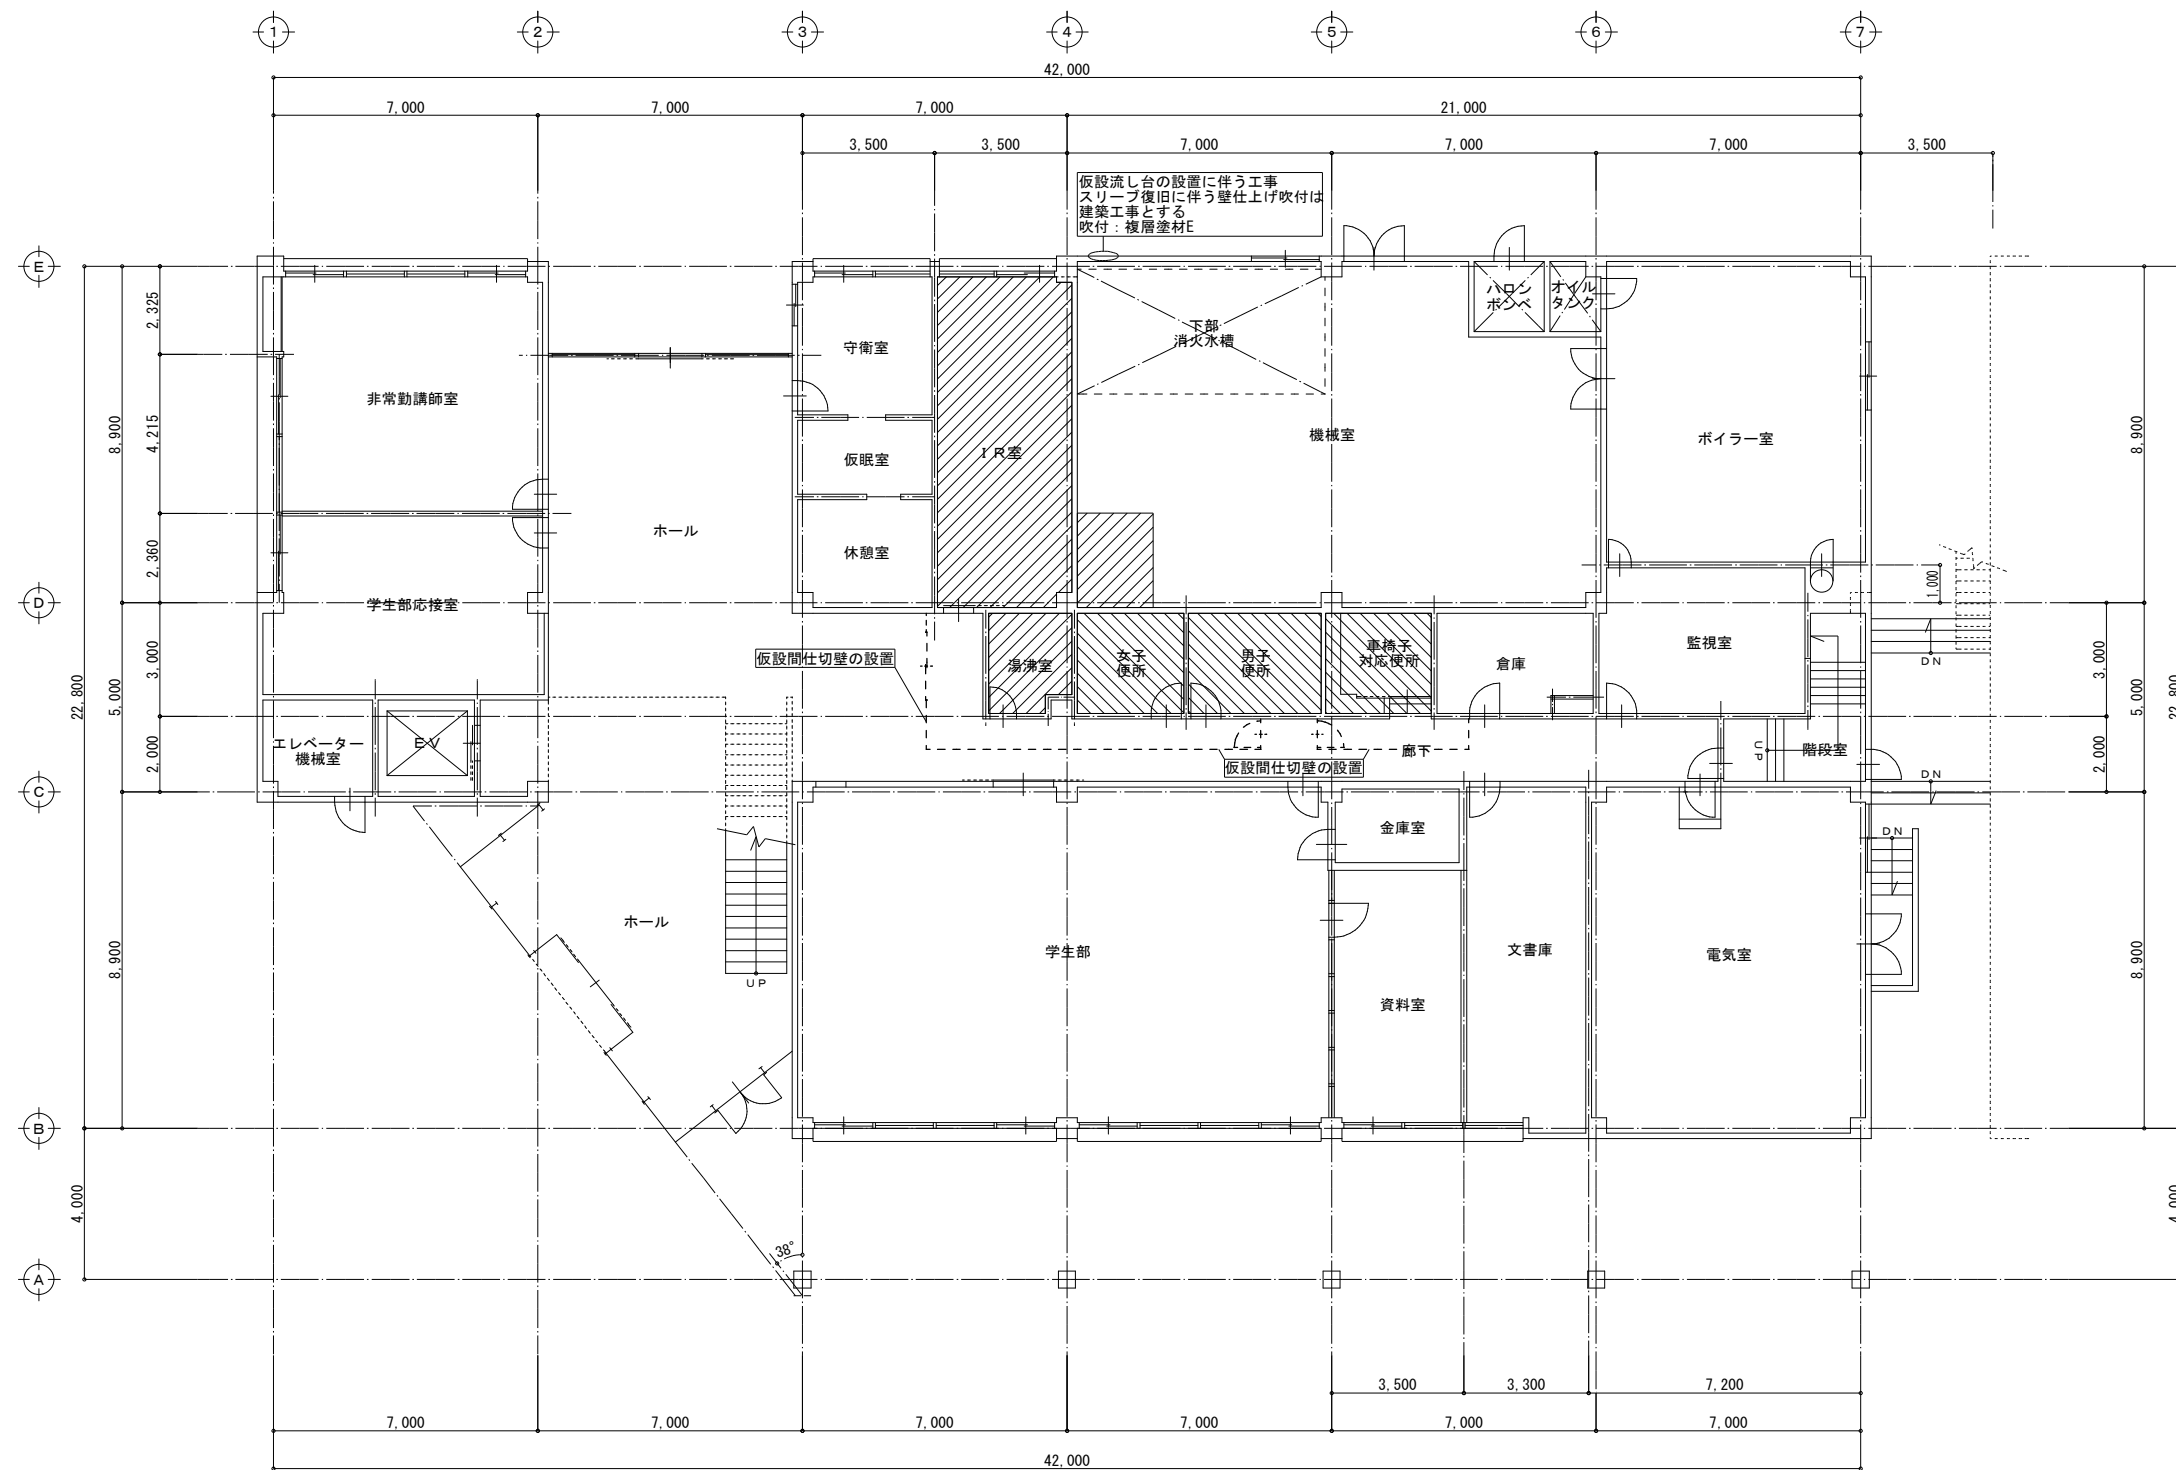 1
2
3
4
5
6
7
42,000
7,000
7,000
7,000
21,000
3,500
3,500
7,000
7,000
7,000
3,500
仮設流し台の設置に伴う工事
スリーブ復旧に伴う壁仕上げ吹付は
建築工事とする
吹付：複層塗材E
E
D
C
B
A
2,325
4,215
8,900
2,360
3,000
5,000
22,800
2,000
8,900
4,000
非常勤講師室
学生部応接室
エレベーター
機械室
EV
ホール
守衛室
仮眠室
休憩室
IR室
下部
消火水槽
機械室
ハロン
ボンベ
オイル
タンク
ボイラー室
仮設間仕切壁の設置
湯沸室
女子
便所
男子
便所
車椅子
対応便所
倉庫
監視室
廊下
仮設間仕切壁の設置
UP
階段室
DN
DN
DN
ホール
UP
学生部
金庫室
資料室
文書庫
電気室
38°
8,900
1,000
3,000
5,000
22,800
2,000
8,900
4,000
3,500
3,300
7,200
7,000
7,000
7,000
7,000
7,000
7,000
42,000